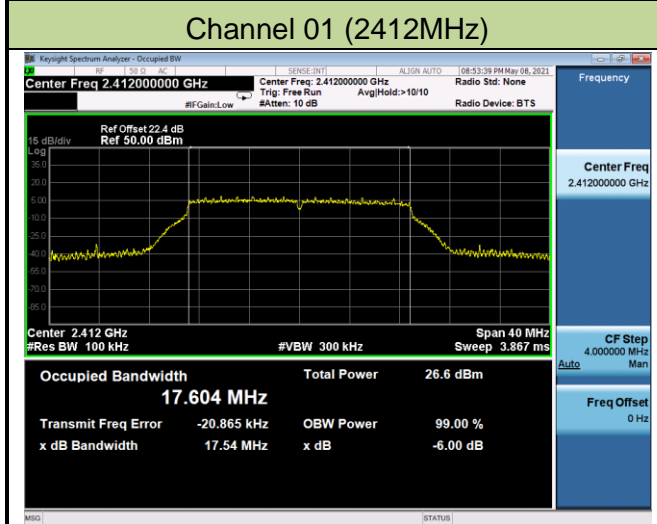 Channel 01 (2412MHz)
Keysight Spectrum Analyzer - Occupied BW
RF 50 Ω AC SENSE:INT ALIGN AUTO 08:53:39 PM May 08, 2021
Center Freq 2.412000000 GHz Center Freq: 2.412000000 GHz Radio Std: None Frequency
Trig: Free Run Avg|Hold:>10/10
#IFGain:Low #Atten: 10 dB Radio Device: BTS
Ref Offset 22.4 dB
15 dB/div Ref 50.00 dBm
Log
35.0
20.0
5.00
-10.0
-25.0
-40.0
-55.0
-70.0
-85.0
Center Freq
2.412000000 GHz
Center 2.412 GHz Span 40 MHz
#Res BW 100 kHz #VBW 300 kHz Sweep 3.867 ms
CF Step
4.000000 MHz
Auto Man
Occupied Bandwidth Total Power 26.6 dBm
17.604 MHz
Transmit Freq Error -20.865 kHz OBW Power 99.00 %
x dB Bandwidth 17.54 MHz x dB -6.00 dB
Freq Offset
0 Hz
MSG STATUS